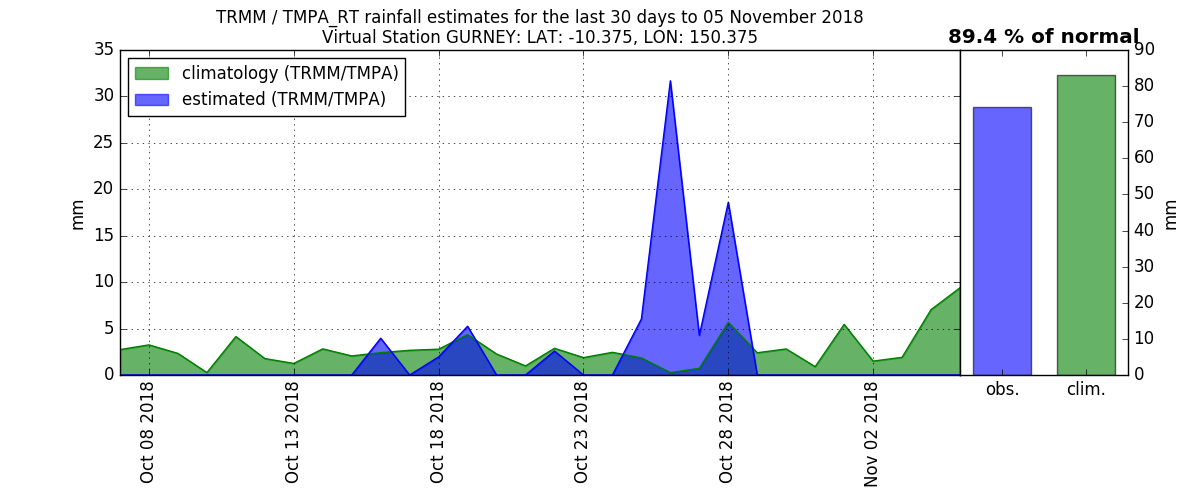 TRMM / TMPA_RT rainfall estimates for the last 30 days to 05 November 2018
Virtual Station GURNEY: LAT: -10.375, LON: 150.375
89.4 % of normal
climatology (TRMM/TMPA)
estimated (TRMM/TMPA)
35
30
25
20
15
10
5
0
mm
Oct 08 2018
Oct 13 2018
Oct 18 2018
Oct 23 2018
Oct 28 2018
Nov 02 2018
obs.
clim.
90
80
70
60
50
40
30
20
10
0
mm